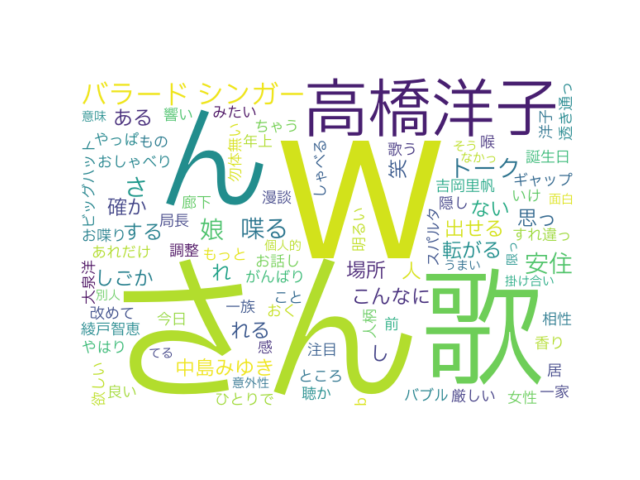 バラード シンガー
高橋洋子
ん
W
さん
歌
意味
響い
ある
みたい
やっぱ
もの
ちゃう
勿体無い
年上
おしゃべり
しゃべる
歌う
笑
喉
そう
なかっ
トーク
誕生日
洋子
透き通っ
ビッグハット
さ
確か
廊下
漫談
吉岡里帆
ギャップ
隠し
いけ
面白
お喋り
する
局長
娘
喋る
明るい
スパルタ
出せる
ない
思っ
すれ違っ
限っ
あれだけ
調整
もっと
個人的
お話し
転がる
うまい
安住
大泉洋
しごか
れ
がんばり
場所
人
掛け合い
別人
一族
こと
こんなに
改めて
れる
おく
人柄
前
相性
綾戸智恵
今日
感
注目
し
香り
やはり
てる
中島みゆき
居
欲しい
良い
意外性
ところ
ひとりで
聴か
b
バブル
厳しい
女性
一家